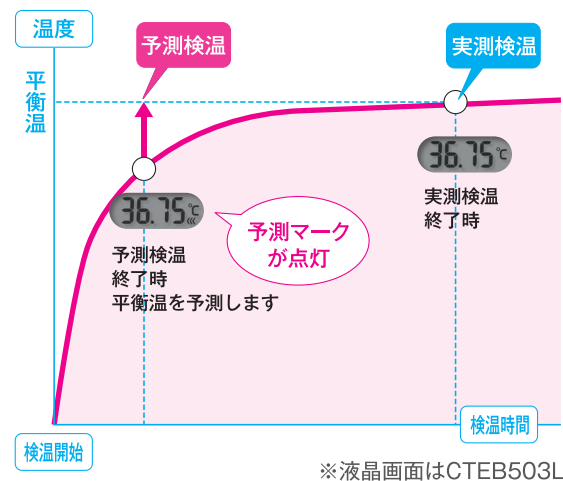 温度
予測検温
実測検温
平衡温
36.75℃
実測検温
終了時
36.75℃
予測マーク
が点灯
予測検温
終了時
平衡温を予測します
検温時間
検温開始
※液晶画面はCTEB503L